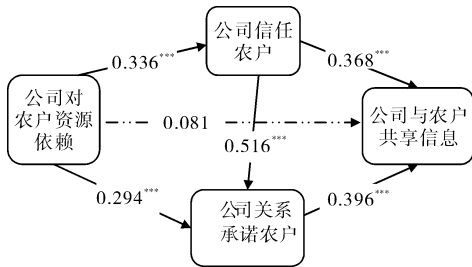 公司信任
农户
0.336***
0.368***
公司对
农户资源
依赖
0.081
公司与农户
共享信息
0.516***
0.294***
公司关系
承诺农户
0.396***